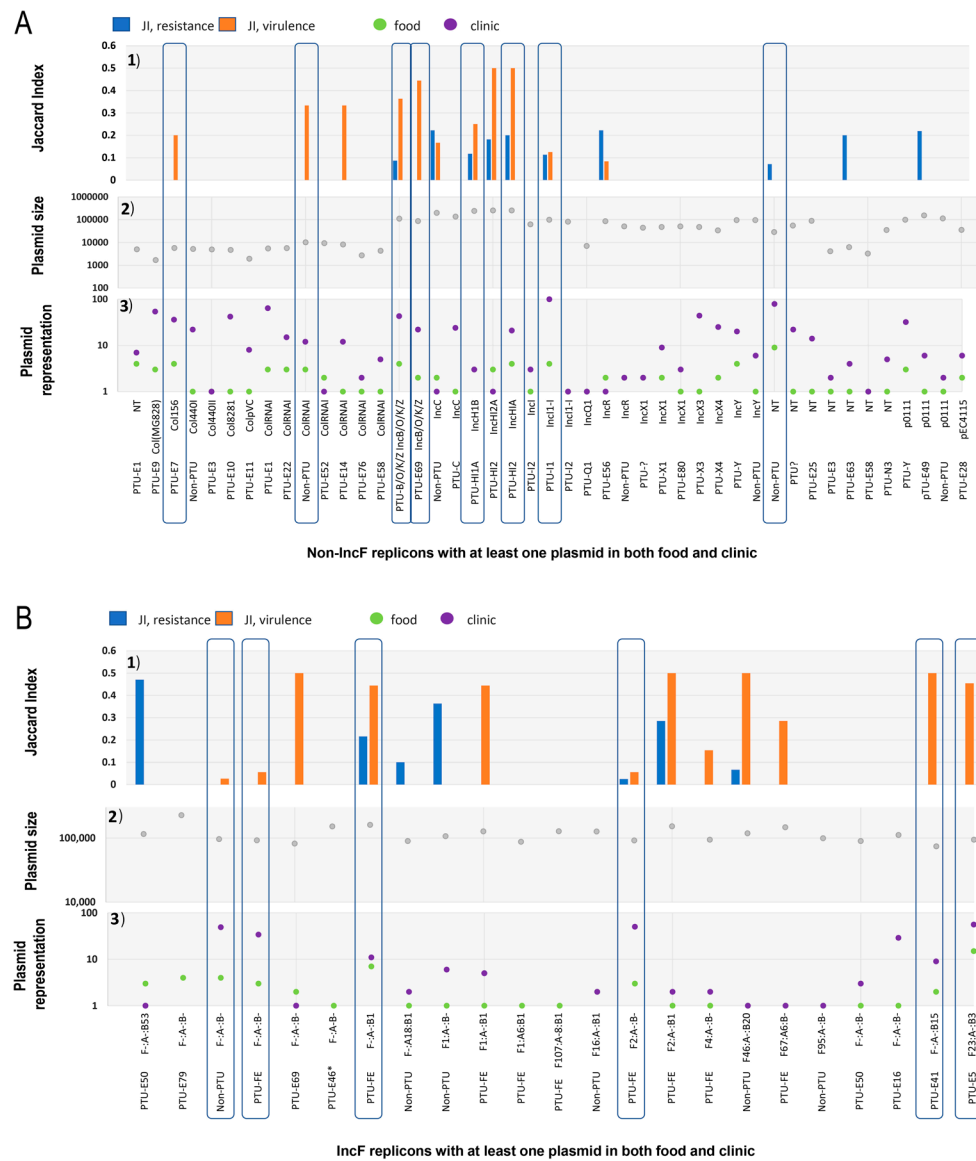 A
JI, resistance JI, virulence food clinic
1)
Jaccard Index
0.6
0.5
0.4
0.3
0.2
0.1
0
2)
Plasmid size
1000000
100000
10000
1000
100
3)
Plasmid representation
100
10
1
NT Col(MG828) Col156 Col440I Col440II Col8281 ColpVC ColRNAI ColRNAI ColRNAI ColRNAI ColRNAI ColRNAI ColRNAI IncB/O/K/Z IncB/O/K/Z IncC IncC IncH1B IncHI2A IncHIA IncI IncI1-I Incl1-I IncQ1 IncR IncR IncX1 IncX1 IncX1 IncX3 IncX4 IncY IncY NT NT NT NT NT NT NT p0111 p0111 p0111 pEC4115
PTU-E1 PTU-E9 PTU-E7 Non-PTU PTU-E3 PTU-E10 PTU-E11 PTU-E1 PTU-E22 Non-PTU PTU-E52 PTU-E14 PTU-E76 PTU-E58 PTU-B/O/K/Z PTU-E69 Non-PTU PTU-C PTU-HI1A PTU-HI2 PTU-HI2 PTU-I2 PTU-I1 PTU-I2 PTU-Q1 PTU-E56 Non-PTU PTU-? PTU-X1 PTU-E80 PTU-X3 PTU-X4 PTU-Y Non-PTU Non-PTU PTU? PTU-E25 PTU-E3 PTU-E63 PTU-E58 PTU-N3 PTU-Y pTU-E49 Non-PTU PTU-E28
Non-IncF replicons with at least one plasmid in both food and clinic
B
JI, resistance JI, virulence food clinic
1)
Jaccard Index
0.6
0.5
0.4
0.3
0.2
0.1
0
2)
Plasmid size
100,000
10,000
3)
Plasmid representation
100
10
1
F-:A-:B53 F-:A-:B- F-:A-:B- F-:A-:B- F-:A-:B- F-:A-:B- F-:A-:B1 F-:A18:B1 F1:A-:B- F1:A-:B1 F1:A6:B1 F107:A-8:B1 F16:A-:B1 F2:A-:B- F2:A-:B1 F4:A-:B- F46:A-:B20 F67:A6:B- F95:A-:B- F-:A-:B- F-:A-:B- F-:A-:B15 F23:A-:B3
PTU-E50 PTU-E79 Non-PTU PTU-FE PTU-E69 PTU-E46* PTU-FE Non-PTU Non-PTU PTU-FE PTU-FE PTU-FE Non-PTU PTU-FE PTU-FE PTU-FE Non-PTU PTU-FE Non-PTU PTU-E50 PTU-E16 PTU-E41 PTU-E5
IncF replicons with at least one plasmid in both food and clinic